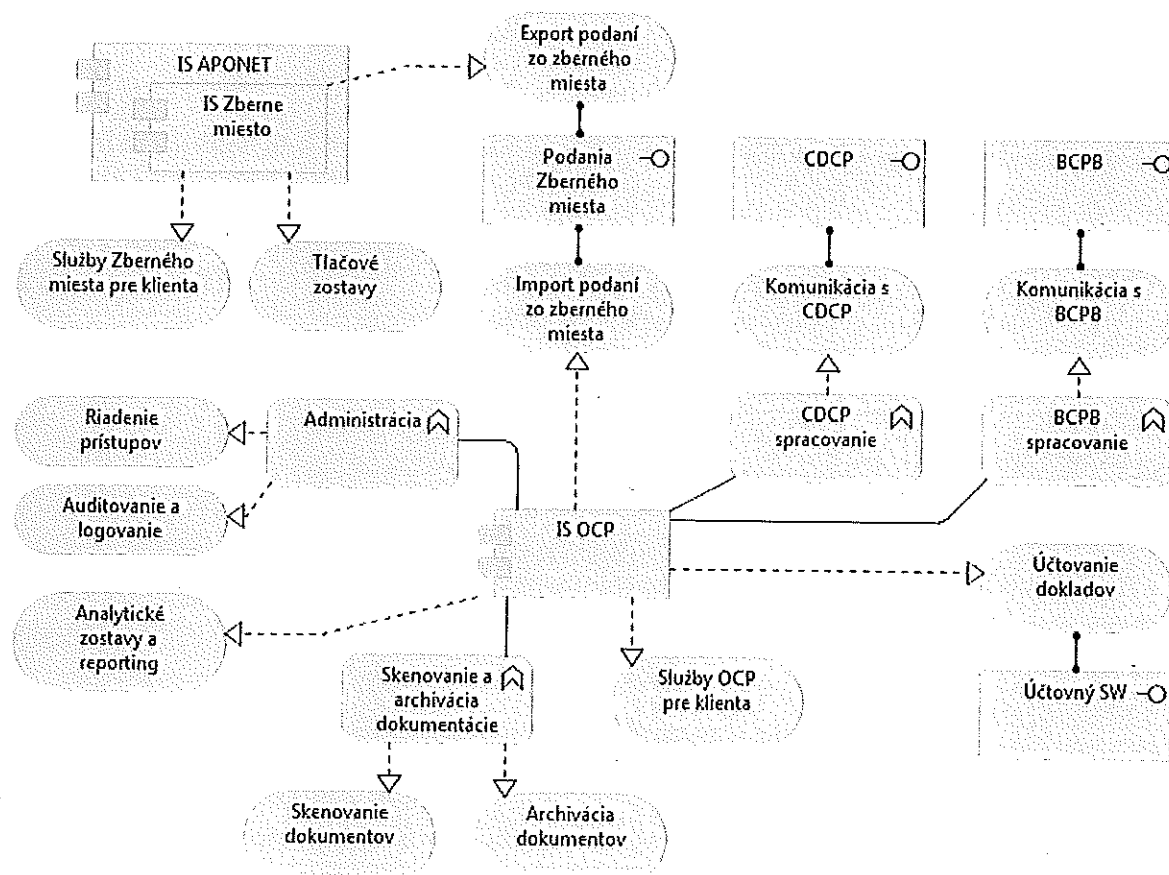 Export podaní
zo zberného
miesta
IS APONET
IS Zberne
miesto
Podania
Zberného
miesta
CDCP
BCPB
Služby Zberného
miesta pre klienta
Tlačové
zostavy
Import podaní
zo zberného
miesta
Komunikácia s
CDCP
Komunikácia s
BCPB
Riadenie
prístupov
Administrácia
CDCP
spracovanie
BCPB
spracovanie
Auditovanie a
logovanie
IS OCP
Účtovanie
dokladov
Analytické
zostavy a
reporting
Skenovanie a
archivácia
dokumentácie
Služby OCP
pre klienta
Účtovný SW
Skenovanie
dokumentov
Archivácia
dokumentov